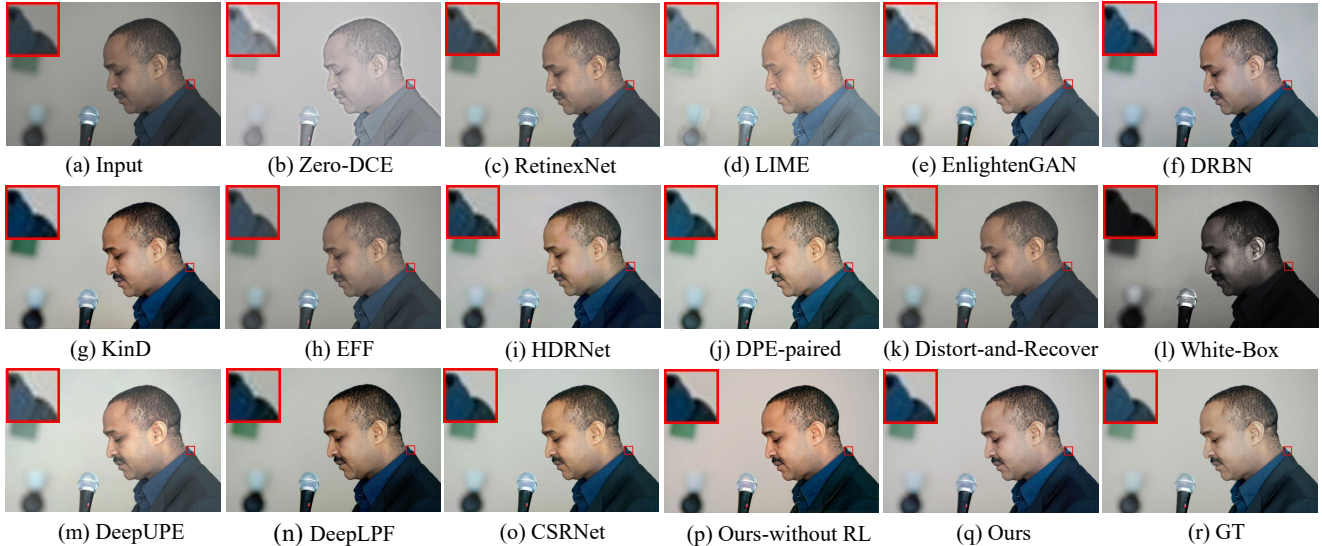 (a) Input (b) Zero-DCE (c) RetinexNet (d) LIME (e) EnlightenGAN (f) DRBN
(g) KinD (h) EFF (i) HDRNet (j) DPE-paired (k) Distort-and-Recover (l) White-Box
(m) DeepUPE (n) DeepLPF (o) CSRNet (p) Ours-without RL (q) Ours (r) GT